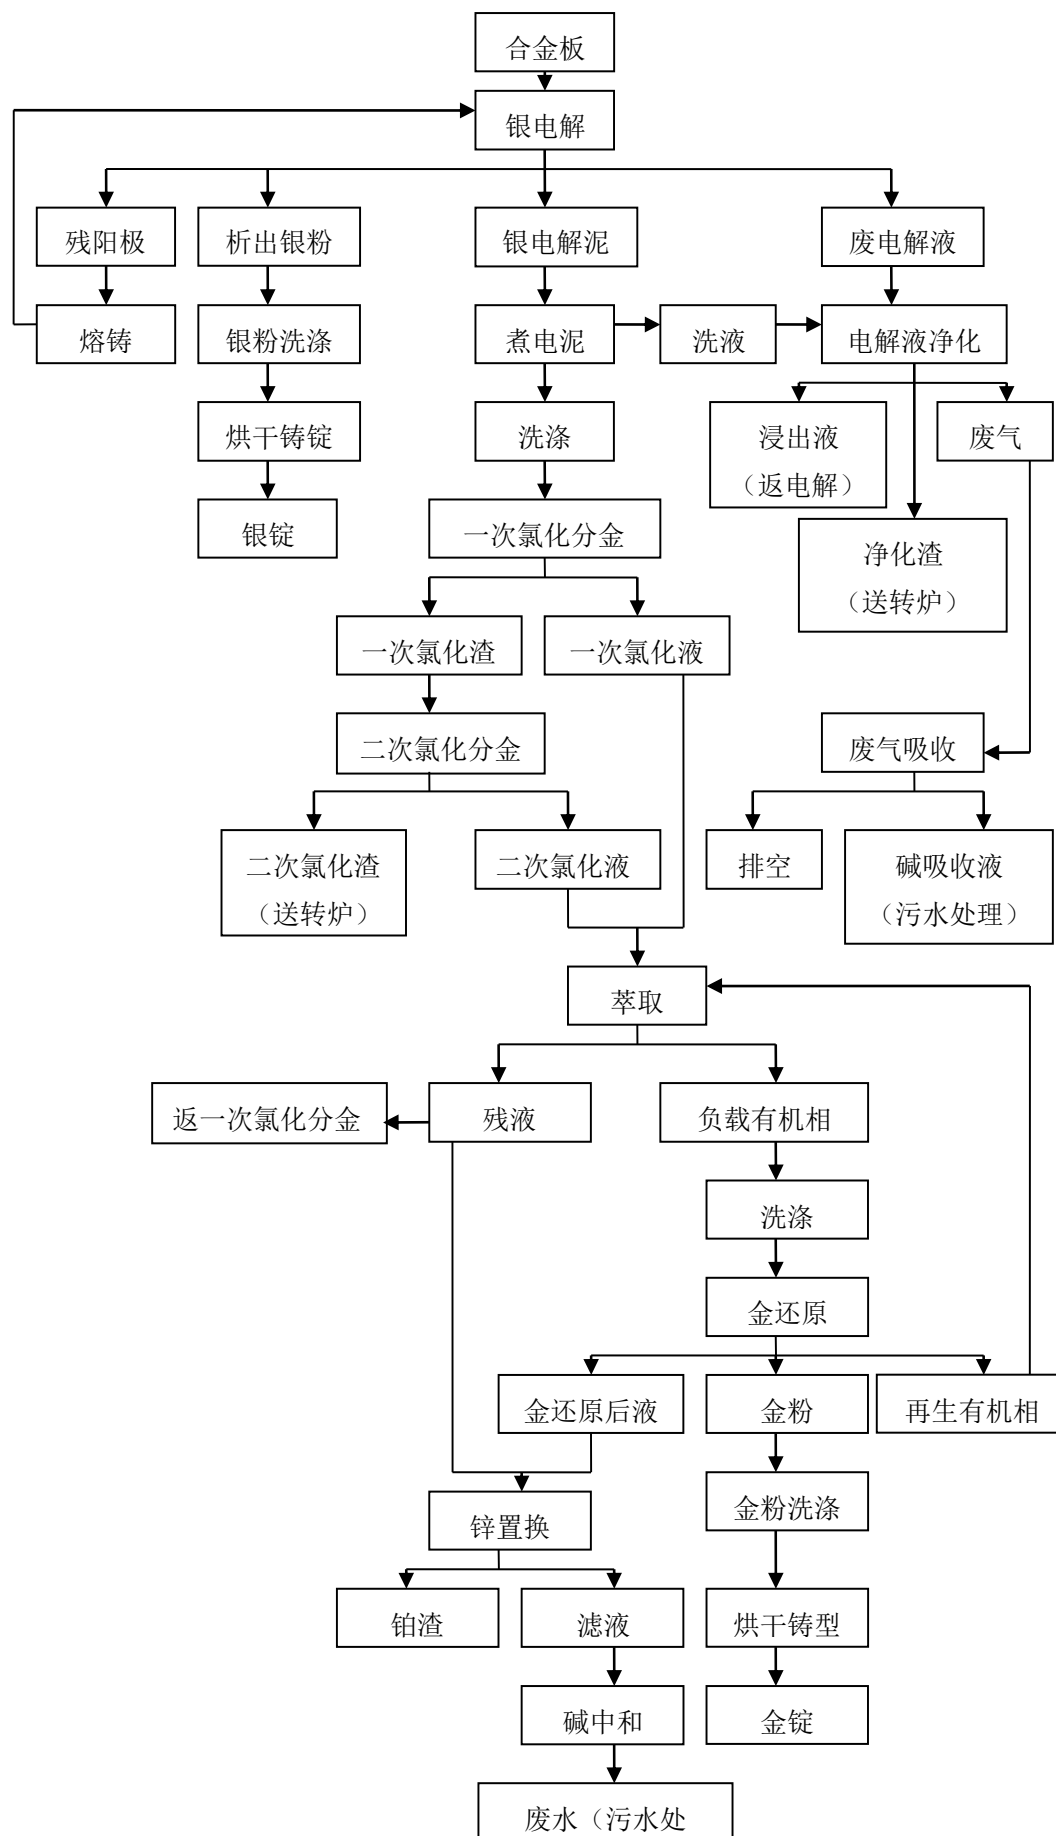 合金板
银电解
残阳极
析出银粉
银电解泥
废电解液
熔铸
银粉洗涤
煮电泥
洗液
电解液净化
烘干铸锭
洗涤
浸出液
（返电解）
废气
银锭
一次氯化分金
净化渣
（送转炉）
一次氯化渣
一次氯化液
二次氯化分金
废气吸收
二次氯化渣
（送转炉）
二次氯化液
排空
碱吸收液
（污水处理）
萃取
返一次氯化分金
残液
负载有机相
洗涤
金还原
金还原后液
金粉
再生有机相
锌置换
金粉洗涤
铂渣
滤液
烘干铸型
碱中和
金锭
废水（污水处